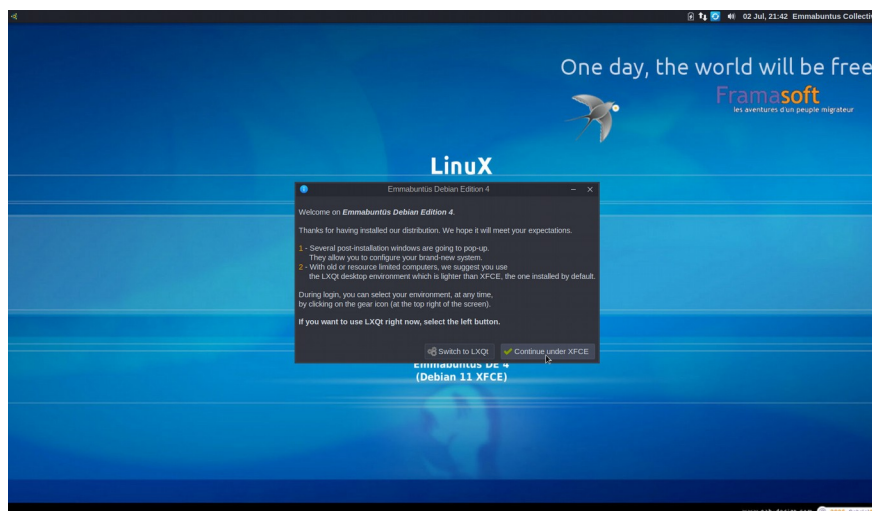 02 Jul, 21:42 Emmabuntus Collecti
One day, the world will be free
Framasoft
les aventures d'un peuple migrateur
LinuX
Emmabuntüs Debian Edition 4
Welcome on Emmabuntüs Debian Edition 4.
Thanks for having installed our distribution. We hope it will meet your expectations.
1 - Several post-installation windows are going to pop-up.
They allow you to configure your brand-new system.
2 - With old or resource limited computers, we suggest you use
the LXQt desktop environment which is lighter than XFCE, the one installed by default.
During login, you can select your environment, at any time,
by clicking on the gear icon (at the top right of the screen).
If you want to use LXQt right now, select the left button.
Switch to LXQt
Continue under XFCE
Emmabuntus DE 4
(Debian 11 XFCE)